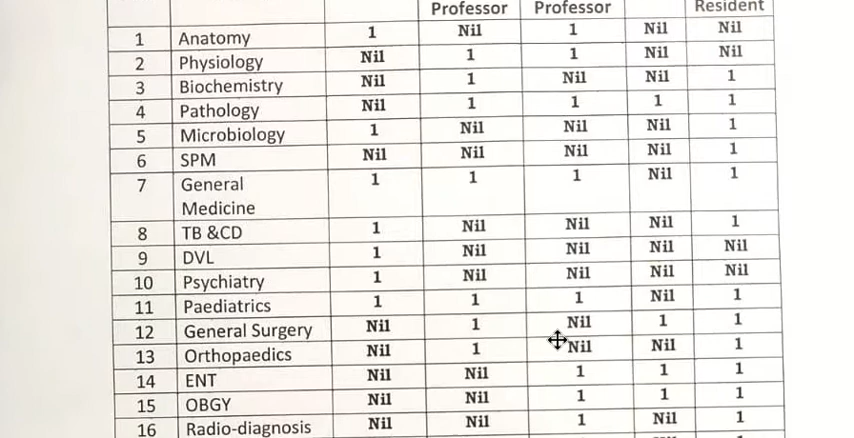 Professor Professor Resident
1 Anatomy 1 Nil 1 Nil Nil
2 Physiology Nil 1 1 Nil Nil
3 Biochemistry Nil 1 Nil Nil 1
4 Pathology Nil 1 1 1 1
5 Microbiology 1 Nil Nil Nil 1
6 SPM Nil Nil Nil Nil 1
7 General 1 1 1 Nil 1
Medicine
8 TB &CD 1 Nil Nil Nil 1
9 DVL 1 Nil Nil Nil Nil
10 Psychiatry 1 Nil Nil Nil Nil
11 Paediatrics 1 1 1 Nil 1
12 General Surgery Nil 1 Nil 1 1
13 Orthopaedics Nil 1 Nil Nil 1
14 ENT Nil Nil 1 1 1
15 OBGY Nil Nil 1 1 1
16 Radio-diagnosis Nil Nil 1 Nil 1